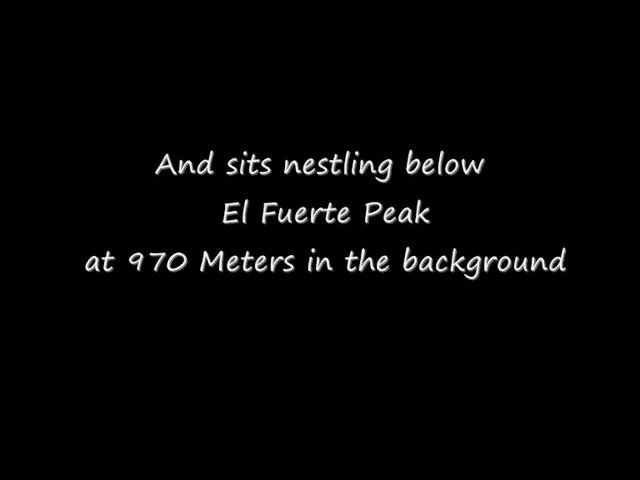 And sits nestling below
El Fuerte Peak
at 970 Meters in the background